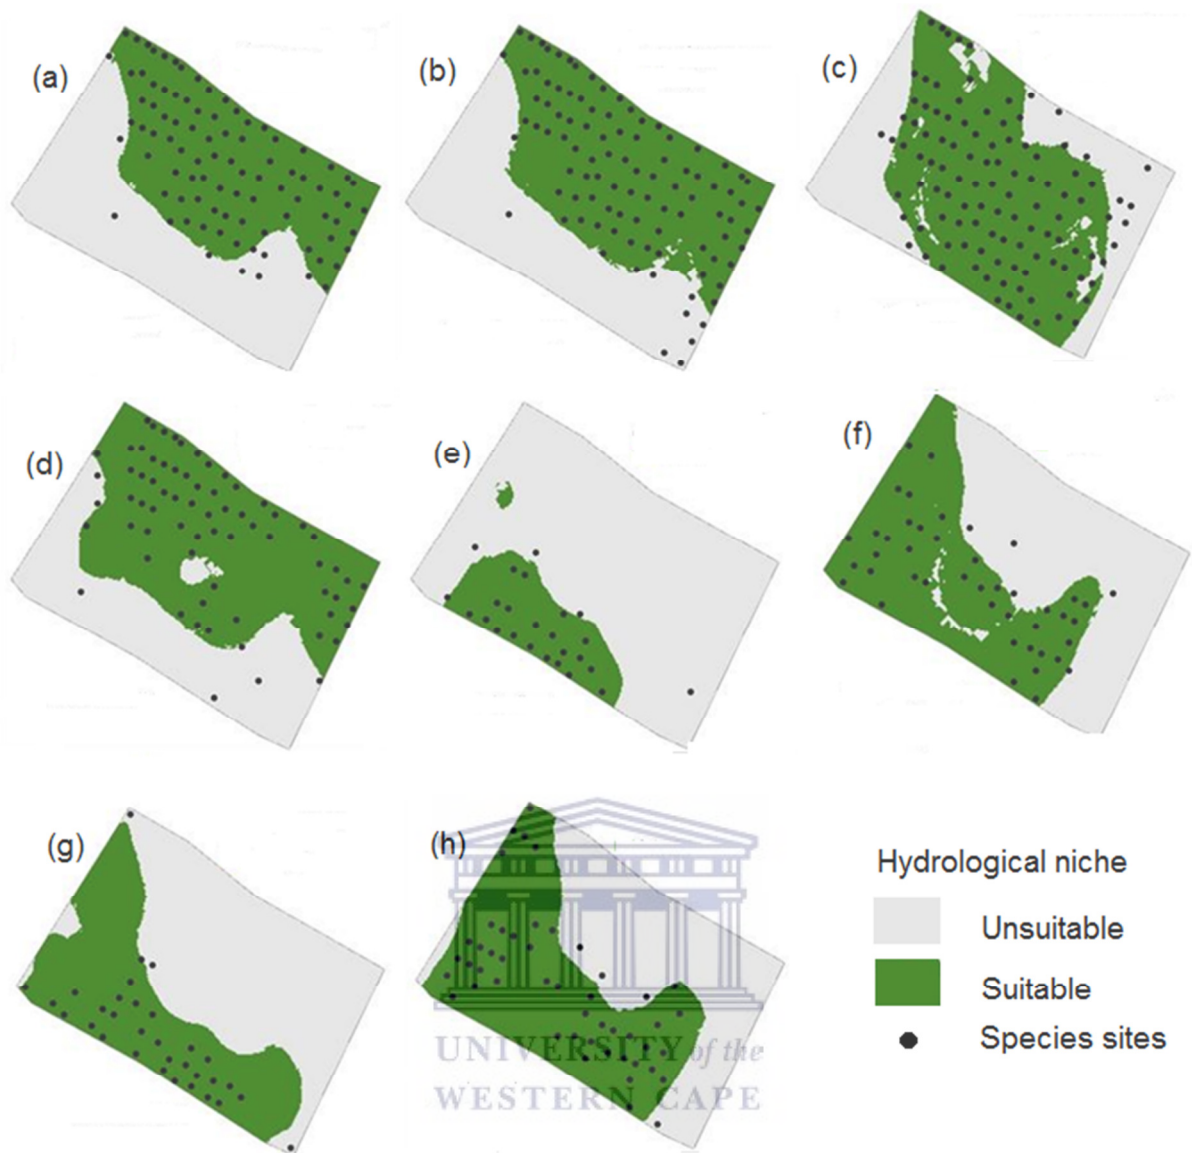 (a)
(b)
(c)
(d)
(e)
(f)
(g)
(h)
Hydrological niche
Unsuitable
Suitable
Species sites
UNIVERSITY of the
WESTERN CAPE